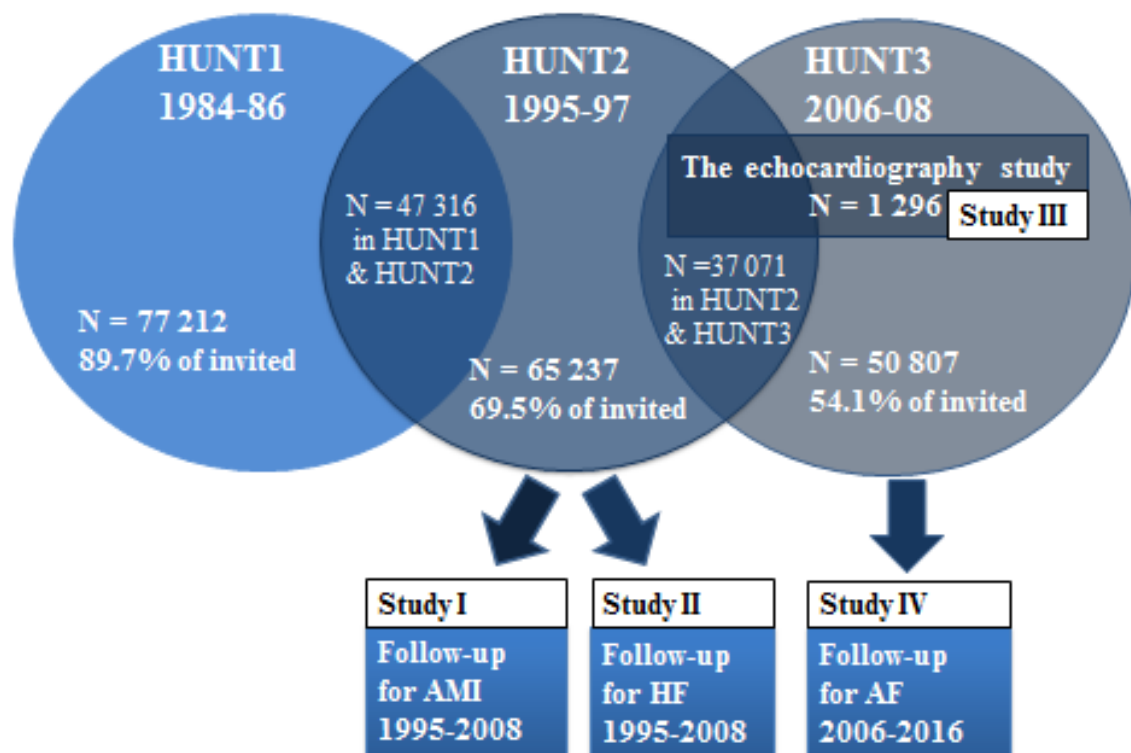 HUNT1
1984-86
HUNT2
1995-97
HUNT3
2006-08
The echocardiography study
N = 1 296
Study III
N = 47 316
in HUNT1
& HUNT2
N =37 071
in HUNT2
& HUNT3
N = 77 212
89.7% of invited
N = 65 237
69.5% of invited
N = 50 807
54.1% of invited
Study I
Follow-up
for AMI
1995-2008
Study II
Follow-up
for HF
1995-2008
Study IV
Follow-up
for AF
2006-2016